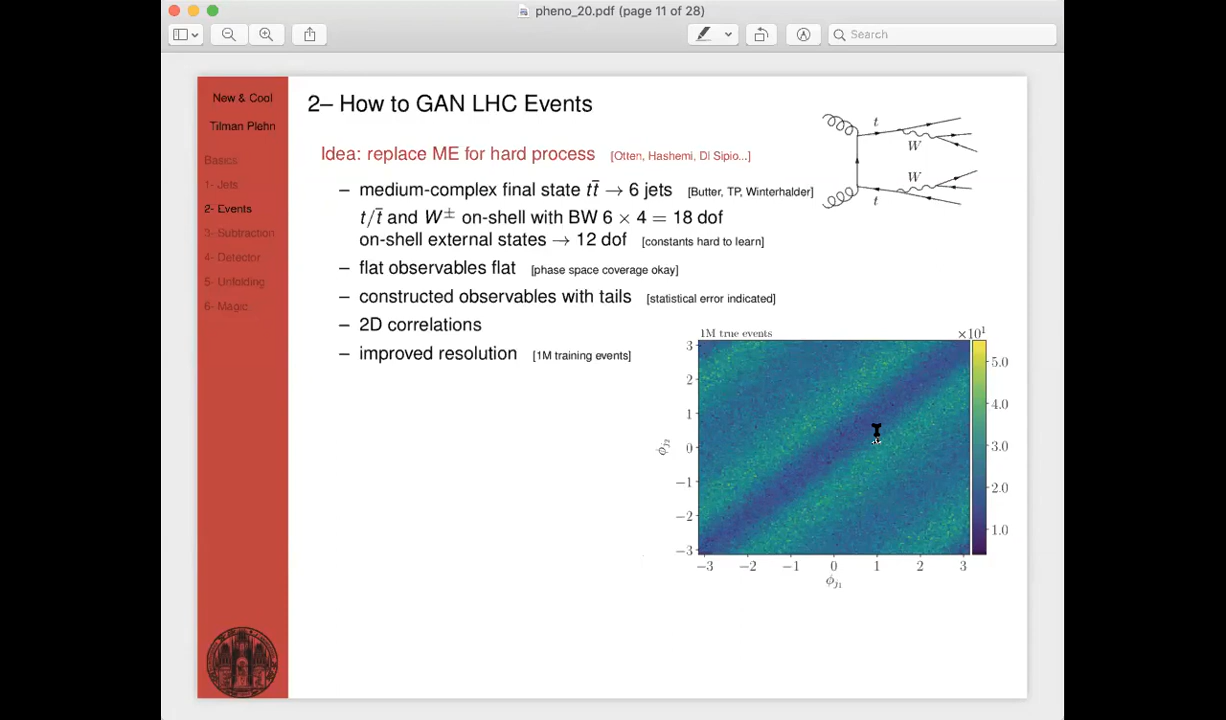 pheno_20.pdf (page 11 of 28)
Search
New & Cool
Tilman Plehn
Basics
1- Jets
2- Events
3- Subtraction
4- Detector
5- Unfolding
6- Magic
2– How to GAN LHC Events
Idea: replace ME for hard process [Otten, Hashemi, Di Sipio...]
– medium-complex final state tt̄ → 6 jets [Butter, TP, Winterhalder]
t/t̄ and W± on-shell with BW 6 × 4 = 18 dof
on-shell external states → 12 dof [constants hard to learn]
– flat observables flat [phase space coverage okay]
– constructed observables with tails [statistical error indicated]
– 2D correlations
– improved resolution [1M training events]
t
W
W
t
1M true events
×10¹
3
2
1
0
−1
−2
−3
ϕj₂
−3 −2 −1 0 1 2 3
ϕj₁
5.0
4.0
3.0
2.0
1.0